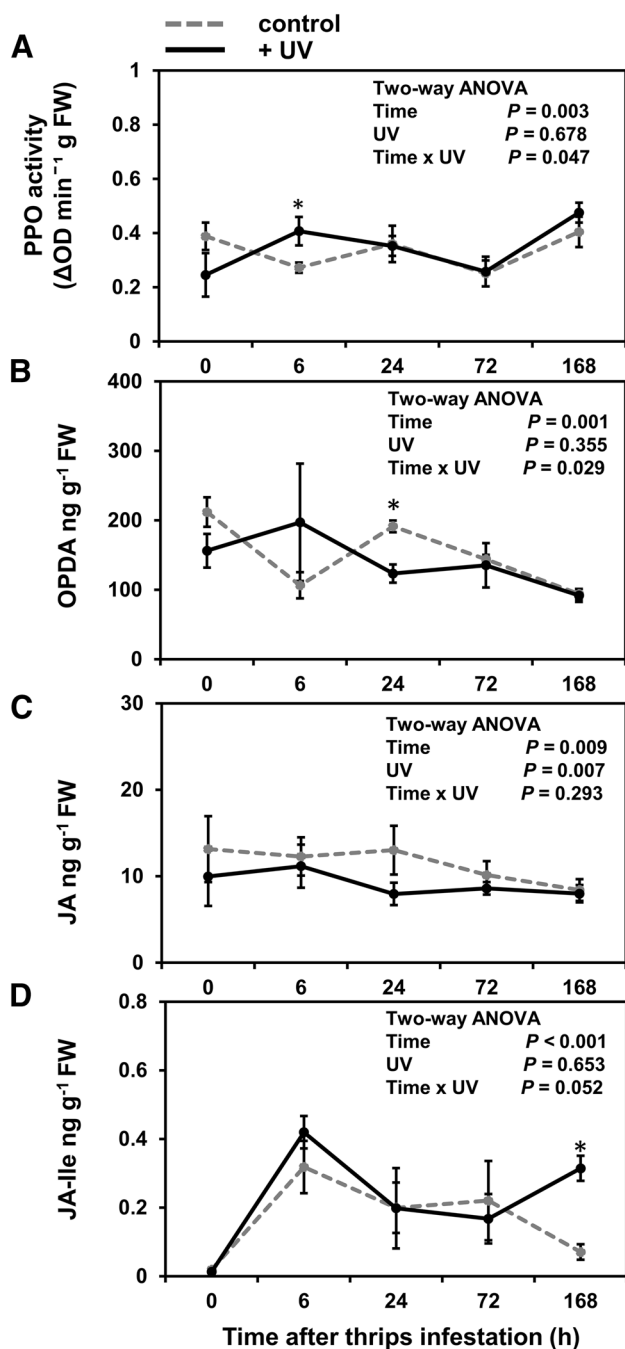 control
+ UV
A
PPO activity
(ΔOD min⁻¹ g FW)
1
0.8
0.6
0.4
0.2
0
Two-way ANOVA
Time P = 0.003
UV P = 0.678
Time x UV P = 0.047
*
0 6 24 72 168
B
OPDA ng g⁻¹ FW
400
300
200
100
0
Two-way ANOVA
Time P = 0.001
UV P = 0.355
Time x UV P = 0.029
*
0 6 24 72 168
C
JA ng g⁻¹ FW
30
20
10
0
Two-way ANOVA
Time P = 0.009
UV P = 0.007
Time x UV P = 0.293
0 6 24 72 168
D
JA-Ile ng g⁻¹ FW
0.8
0.6
0.4
0.2
0
Two-way ANOVA
Time P < 0.001
UV P = 0.653
Time x UV P = 0.052
*
0 6 24 72 168
Time after thrips infestation (h)